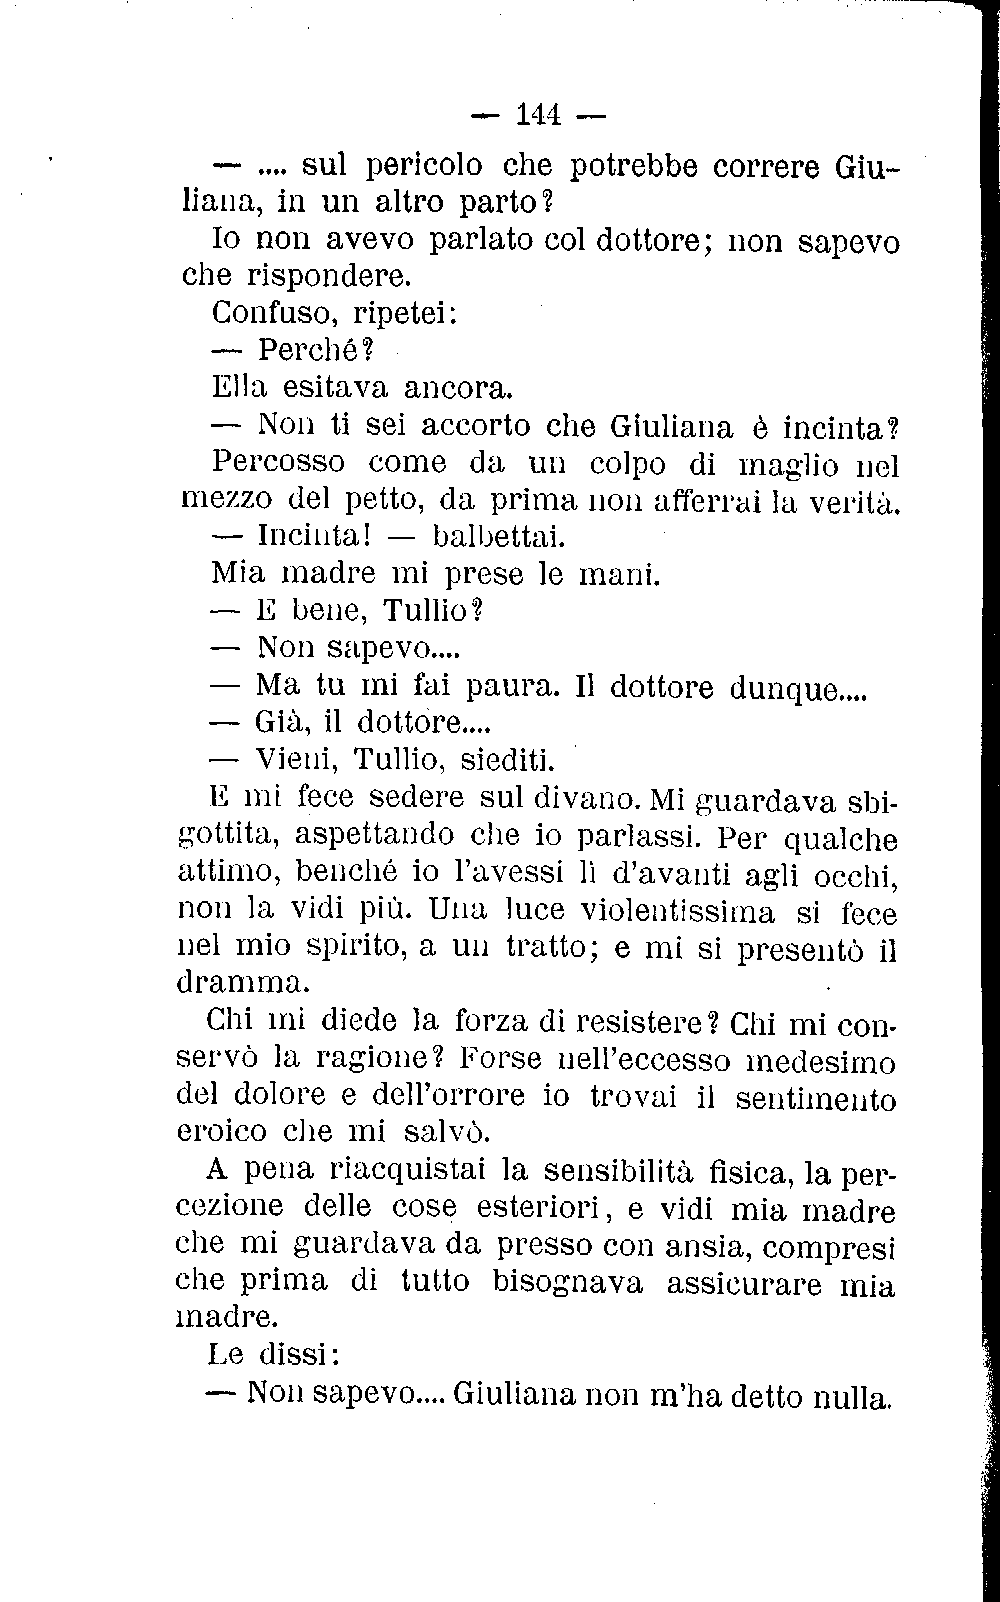 — 144 —
— .... sul pericolo che potrebbe correre Giu-
liana, in un altro parto?
Io non avevo parlato col dottore; non sapevo
che rispondere.
Confuso, ripetei:
— Perché?
Ella esitava ancora.
— Non ti sei accorto che Giuliana è incinta?
Percosso come da un colpo di maglio nel
mezzo del petto, da prima non afferrai la verità.
— Incinta! — balbettai.
Mia madre mi prese le mani.
— E bene, Tullio?
— Non sapevo....
— Ma tu mi fai paura. Il dottore dunque....
— Già, il dottore....
— Vieni, Tullio, siediti.
E mi fece sedere sul divano. Mi guardava sbi-
gottita, aspettando che io parlassi. Per qualche
attimo, benché io l'avessi lì d'avanti agli occhi,
non la vidi più. Una luce violentissima si fece
nel mio spirito, a un tratto; e mi si presentò il
dramma.
Chi mi diede la forza di resistere? Chi mi con-
servò la ragione? Forse nell'eccesso medesimo
del dolore e dell'orrore io trovai il sentimento
eroico che mi salvò.
A pena riacquistai la sensibilità fisica, la per-
cezione delle cose esteriori, e vidi mia madre
che mi guardava da presso con ansia, compresi
che prima di tutto bisognava assicurare mia
madre.
Le dissi:
— Non sapevo.... Giuliana non m'ha detto nulla.